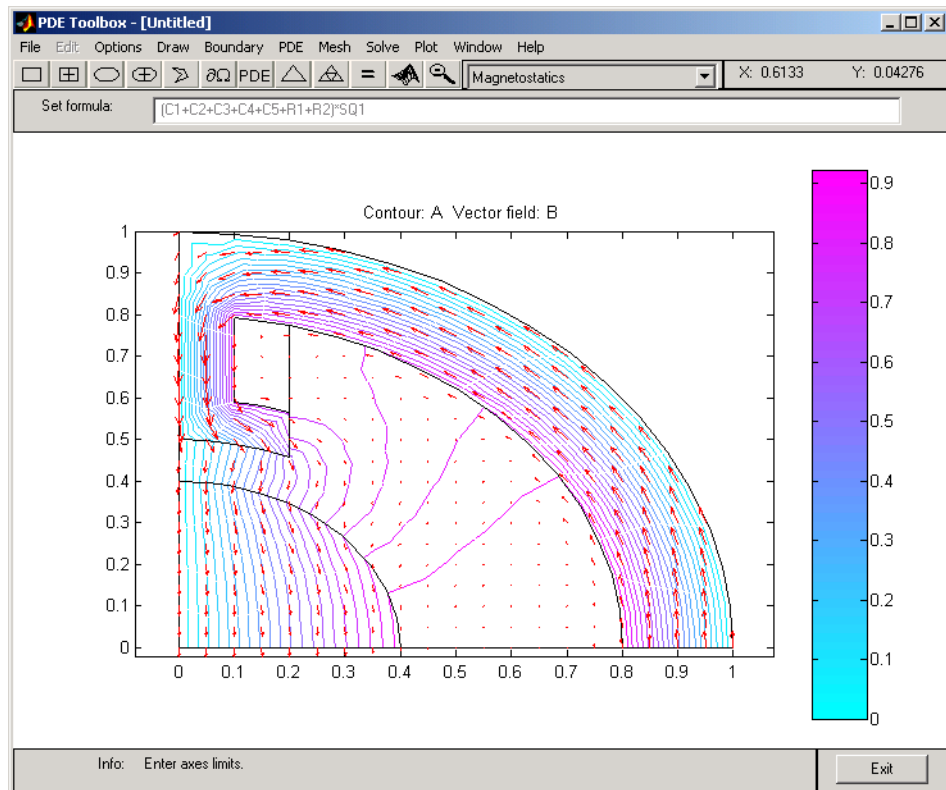 PDE Toolbox - [Untitled]
File Edit Options Draw Boundary PDE Mesh Solve Plot Window Help
∂Ω PDE = Magnetostatics X: 0.6133 Y: 0.04276
Set formula: (C1+C2+C3+C4+C5+R1+R2)*SQ1
Contour: A Vector field: B
1
0.9
0.8
0.7
0.6
0.5
0.4
0.3
0.2
0.1
0
0 0.1 0.2 0.3 0.4 0.5 0.6 0.7 0.8 0.9 1
0.9
0.8
0.7
0.6
0.5
0.4
0.3
0.2
0.1
0
Info: Enter axes limits.
Exit